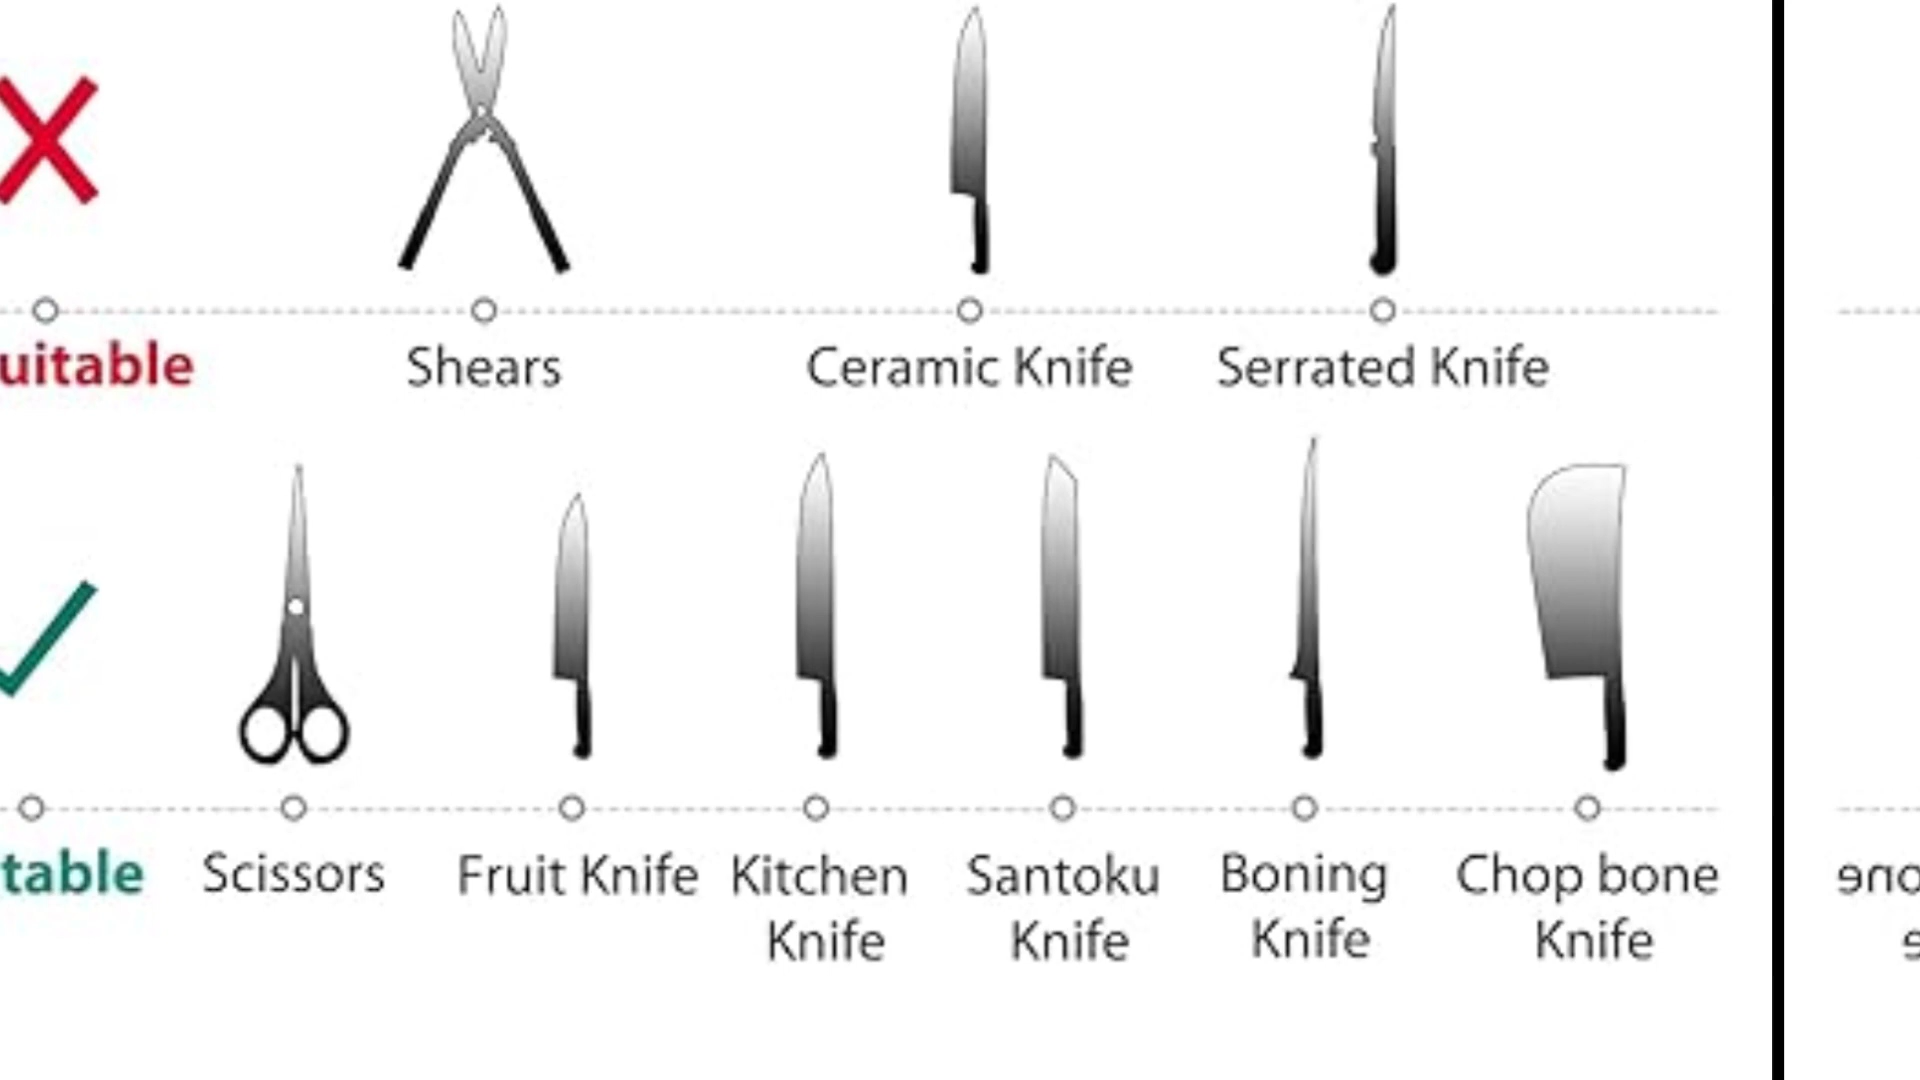 uitable Shears Ceramic Knife Serrated Knife
table Scissors Fruit Knife Kitchen Santoku Boning Chop bone
Knife Knife Knife Knife